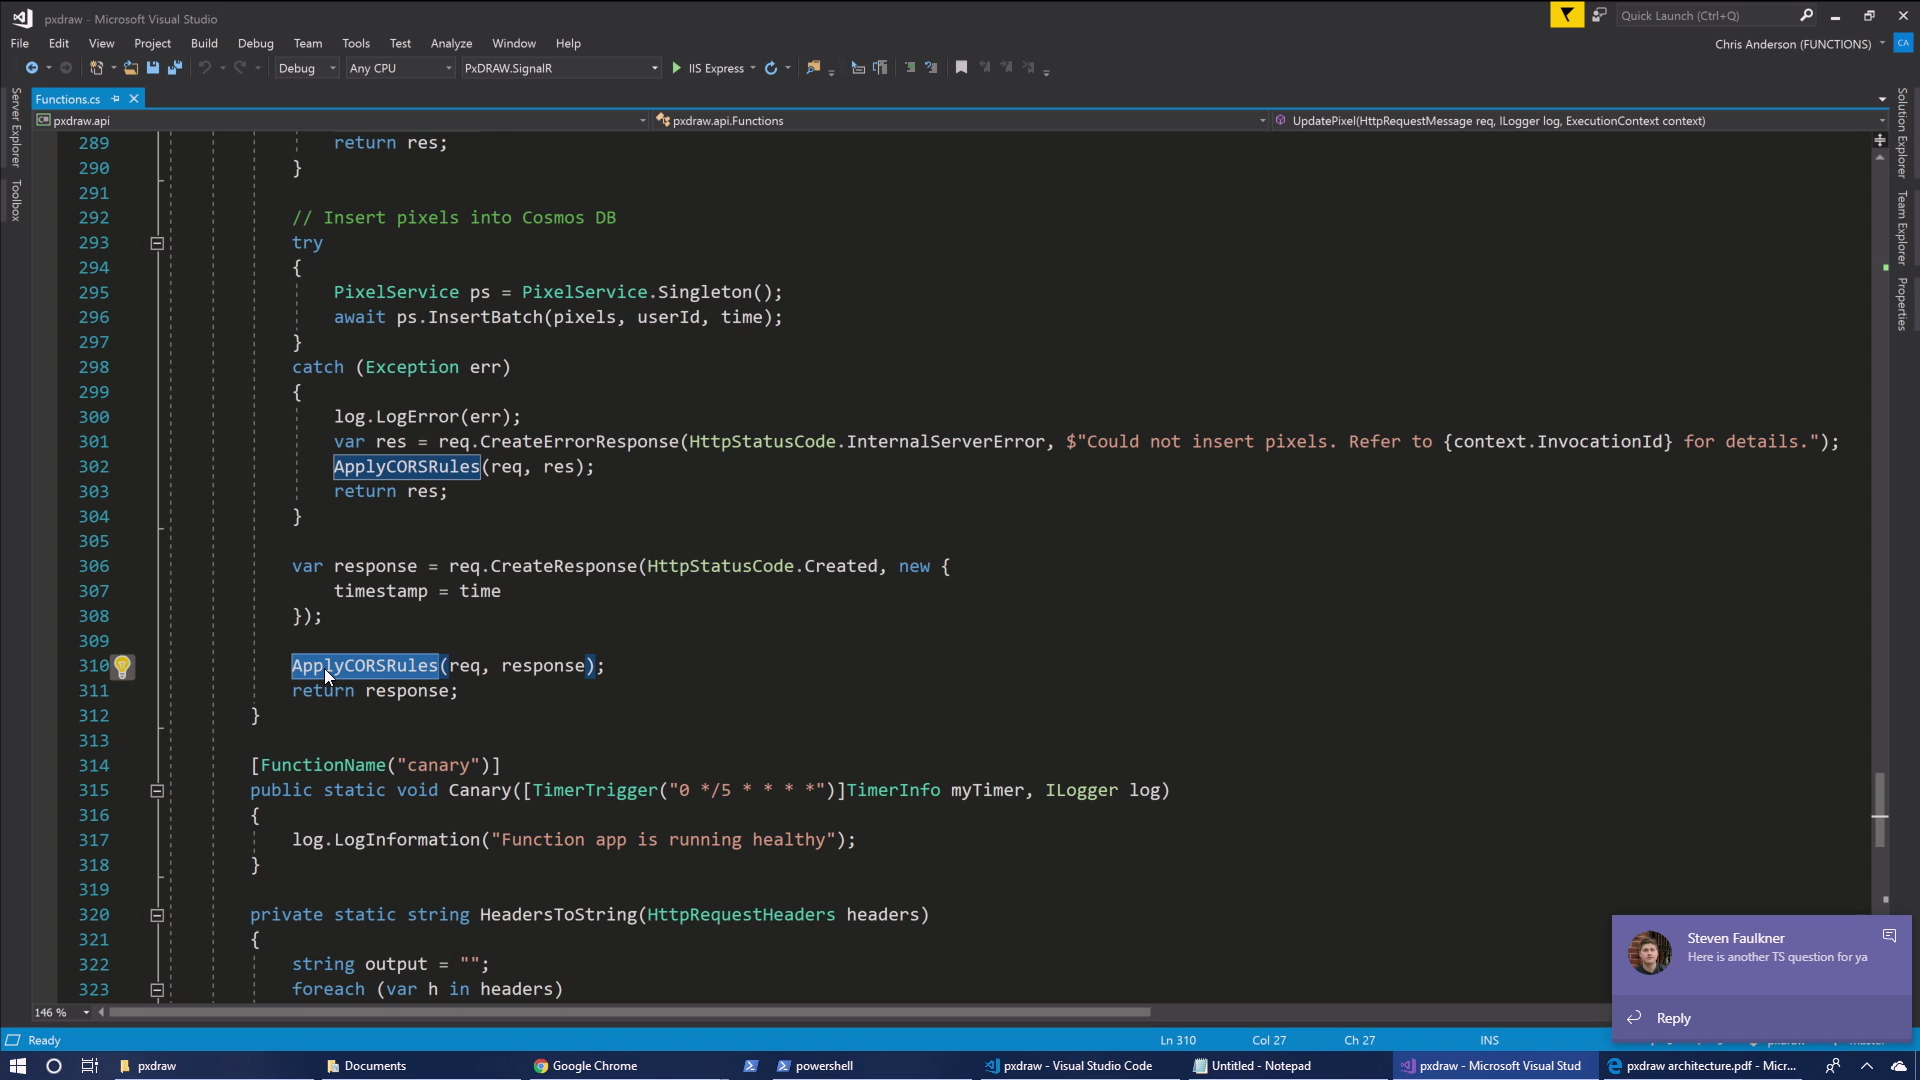 pxdraw - Microsoft Visual Studio
Quick Launch (Ctrl+Q)
File Edit View Project Build Debug Team Tools Test Analyze Window Help
Chris Anderson (FUNCTIONS) CA
Debug Any CPU PxDRAW.SignalR IIS Express
Functions.cs
pxdraw.api pxdraw.api.Functions UpdatePixel(HttpRequestMessage req, ILogger log, ExecutionContext context)
Server Explorer
Toolbox
Solution Explorer
Team Explorer
Properties
289 return res;
290 }
291
292 // Insert pixels into Cosmos DB
293 try
294 {
295 PixelService ps = PixelService.Singleton();
296 await ps.InsertBatch(pixels, userId, time);
297 }
298 catch (Exception err)
299 {
300 log.LogError(err);
301 var res = req.CreateErrorResponse(HttpStatusCode.InternalServerError, $"Could not insert pixels. Refer to {context.InvocationId} for details.");
302 ApplyCORSRules(req, res);
303 return res;
304 }
305
306 var response = req.CreateResponse(HttpStatusCode.Created, new {
307 timestamp = time
308 });
309
310 ApplyCORSRules(req, response);
311 return response;
312 }
313
314 [FunctionName("canary")]
315 public static void Canary([TimerTrigger("0 */5 * * * *")]TimerInfo myTimer, ILogger log)
316 {
317 log.LogInformation("Function app is running healthy");
318 }
319
320 private static string HeadersToString(HttpRequestHeaders headers)
321 {
322 string output = "";
323 foreach (var h in headers)
Steven Faulkner
Here is another TS question for ya
Reply
146 %
Ready Ln 310 Col 27 Ch 27 INS
pxdraw Documents Google Chrome powershell pxdraw - Visual Studio Code Untitled - Notepad pxdraw - Microsoft Visual Stud pxdraw architecture.pdf - Micr...